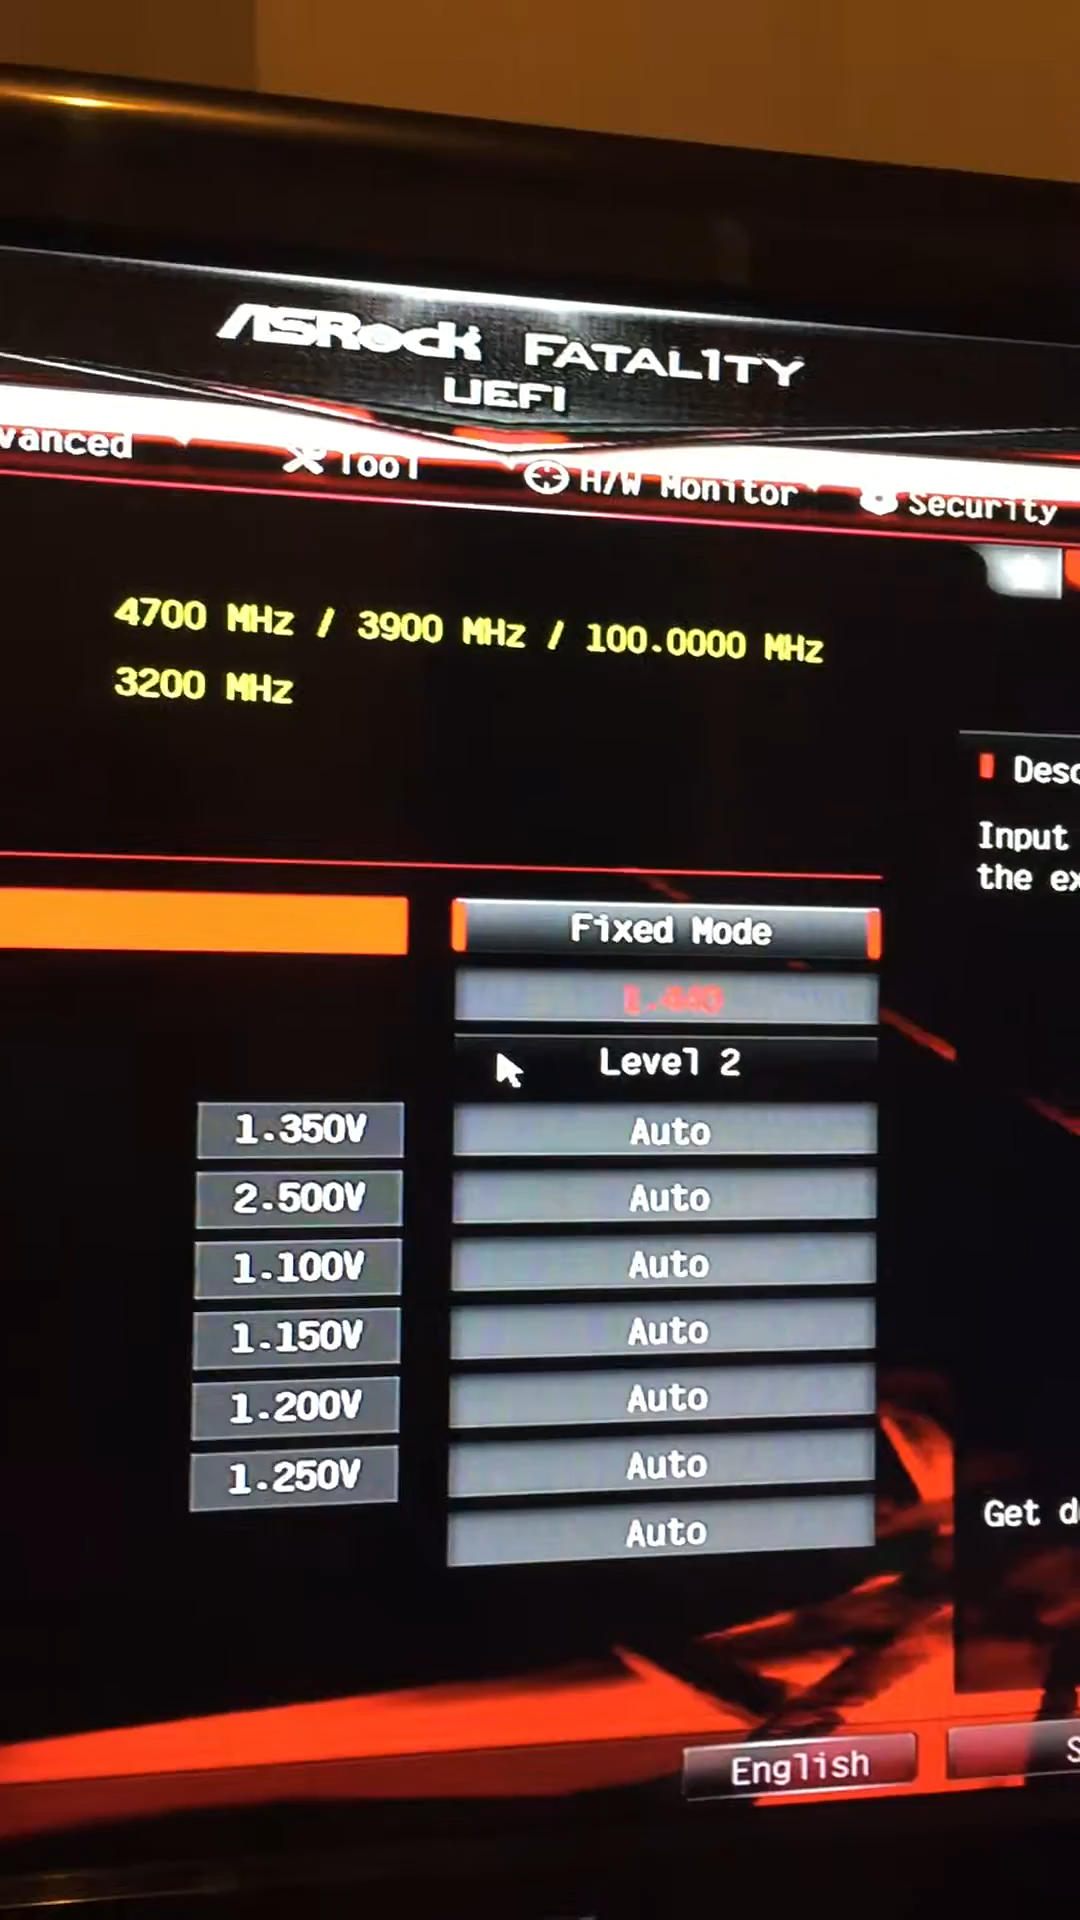 ASRock FATAL1TY
UEFI
vanced Tool H/W Monitor Security
4700 MHz / 3900 MHz / 100.0000 MHz
3200 MHz
Desc
Input
the ex
Fixed Mode
Level 2
1.350V Auto
2.500V Auto
1.100V Auto
1.150V Auto
1.200V Auto
1.250V Auto
Auto
Get d
English S